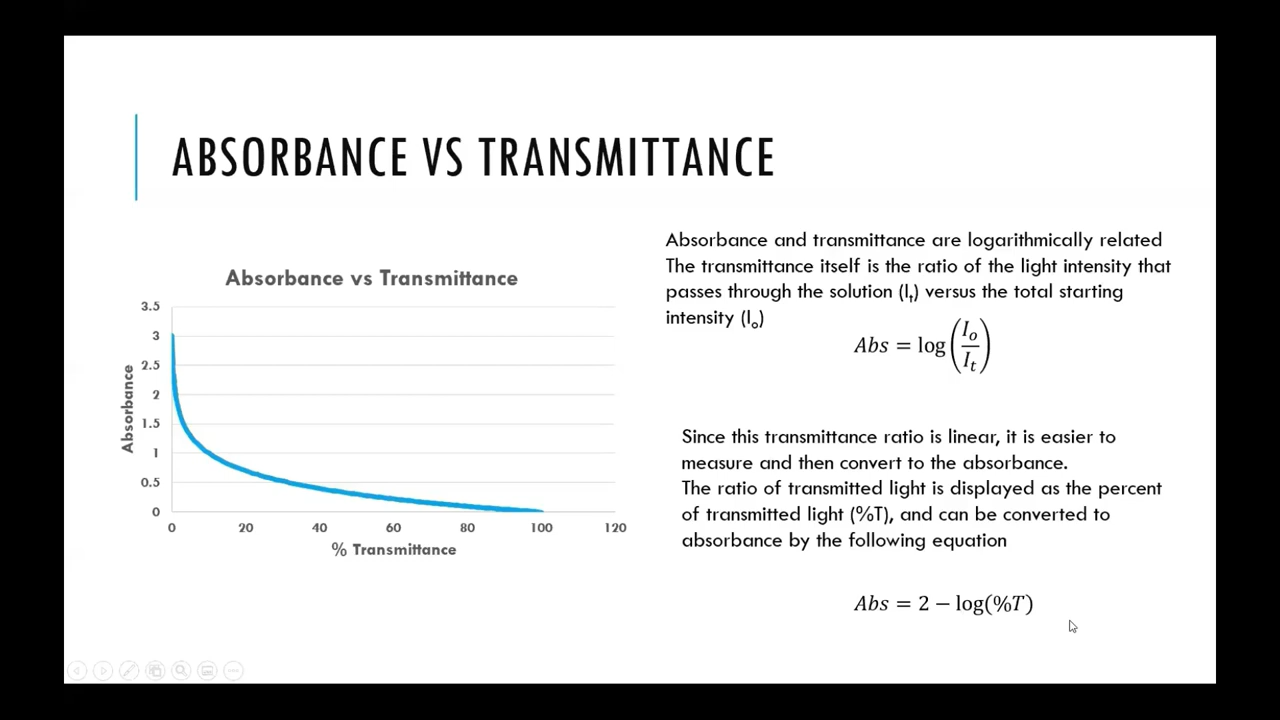 ABSORBANCE VS TRANSMITTANCE
Absorbance vs Transmittance
3.5
3
2.5
2
1.5
1
0.5
0
Absorbance
0 20 40 60 80 100 120
% Transmittance
Absorbance and transmittance are logarithmically related
The transmittance itself is the ratio of the light intensity that
passes through the solution (Iₜ) versus the total starting
intensity (Iₒ)
Abs = log(Iₒ/Iₜ)
Since this transmittance ratio is linear, it is easier to
measure and then convert to the absorbance.
The ratio of transmitted light is displayed as the percent
of transmitted light (%T), and can be converted to
absorbance by the following equation
Abs = 2 − log(%T)